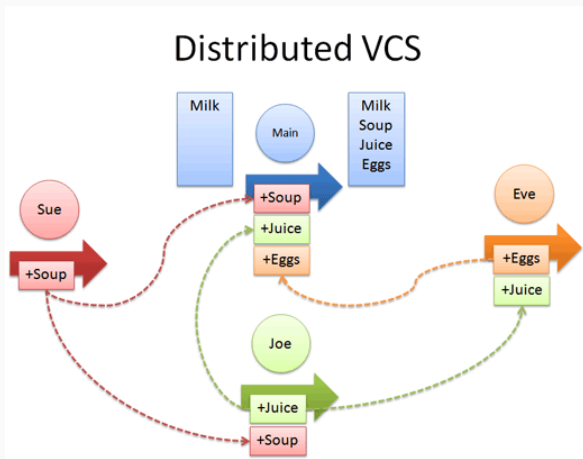 Distributed VCS
Milk
Main
Milk
Soup
Juice
Eggs
Sue
+Soup
+Soup
+Juice
+Eggs
Eve
+Eggs
+Juice
Joe
+Juice
+Soup